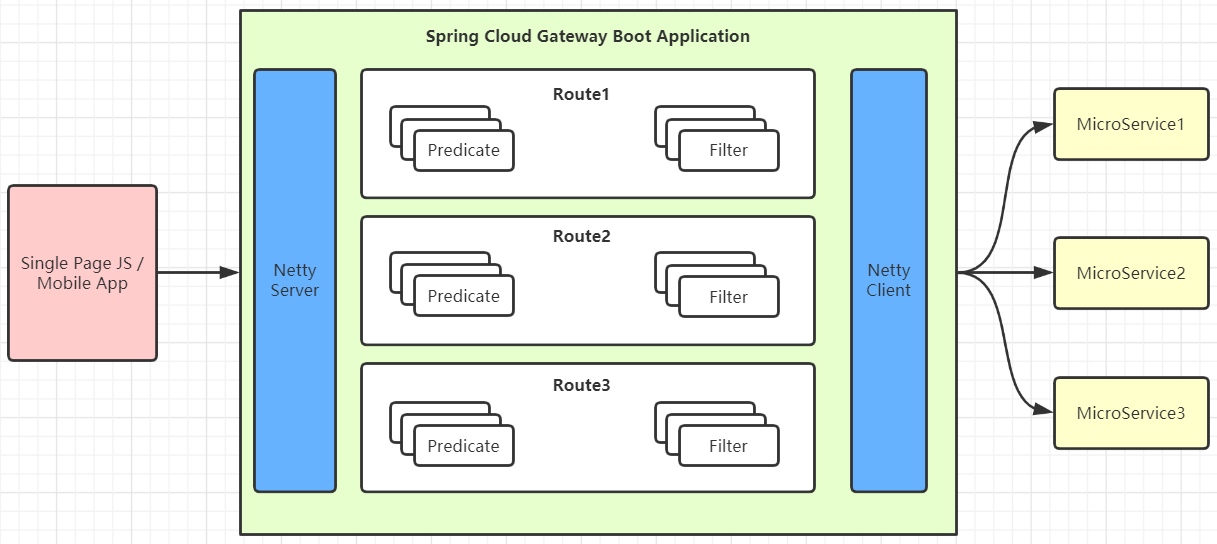 Spring Cloud Gateway Boot Application
Single Page JS /
Mobile App
Netty
Server
Route1
Predicate
Filter
Route2
Predicate
Filter
Route3
Predicate
Filter
Netty
Client
MicroService1
MicroService2
MicroService3